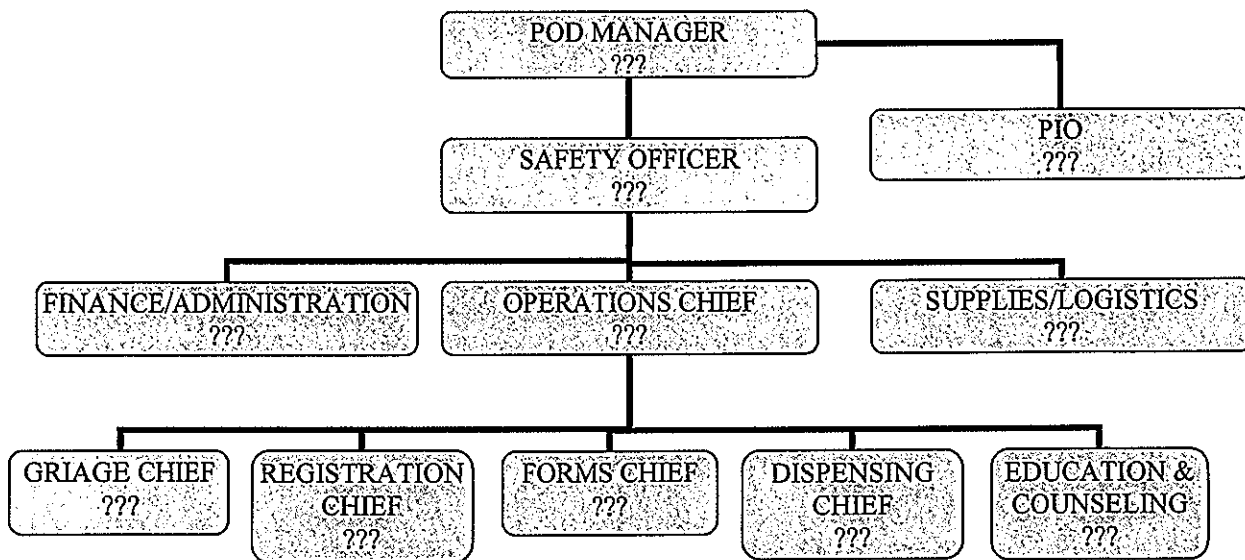 POD MANAGER
???
PIO
???
SAFETY OFFICER
???
FINANCE/ADMINISTRATION
???
OPERATIONS CHIEF
???
SUPPLIES/LOGISTICS
???
GRIAGE CHIEF
???
REGISTRATION
CHIEF
???
FORMS CHIEF
???
DISPENSING
CHIEF
???
EDUCATION &
COUNSELING
???